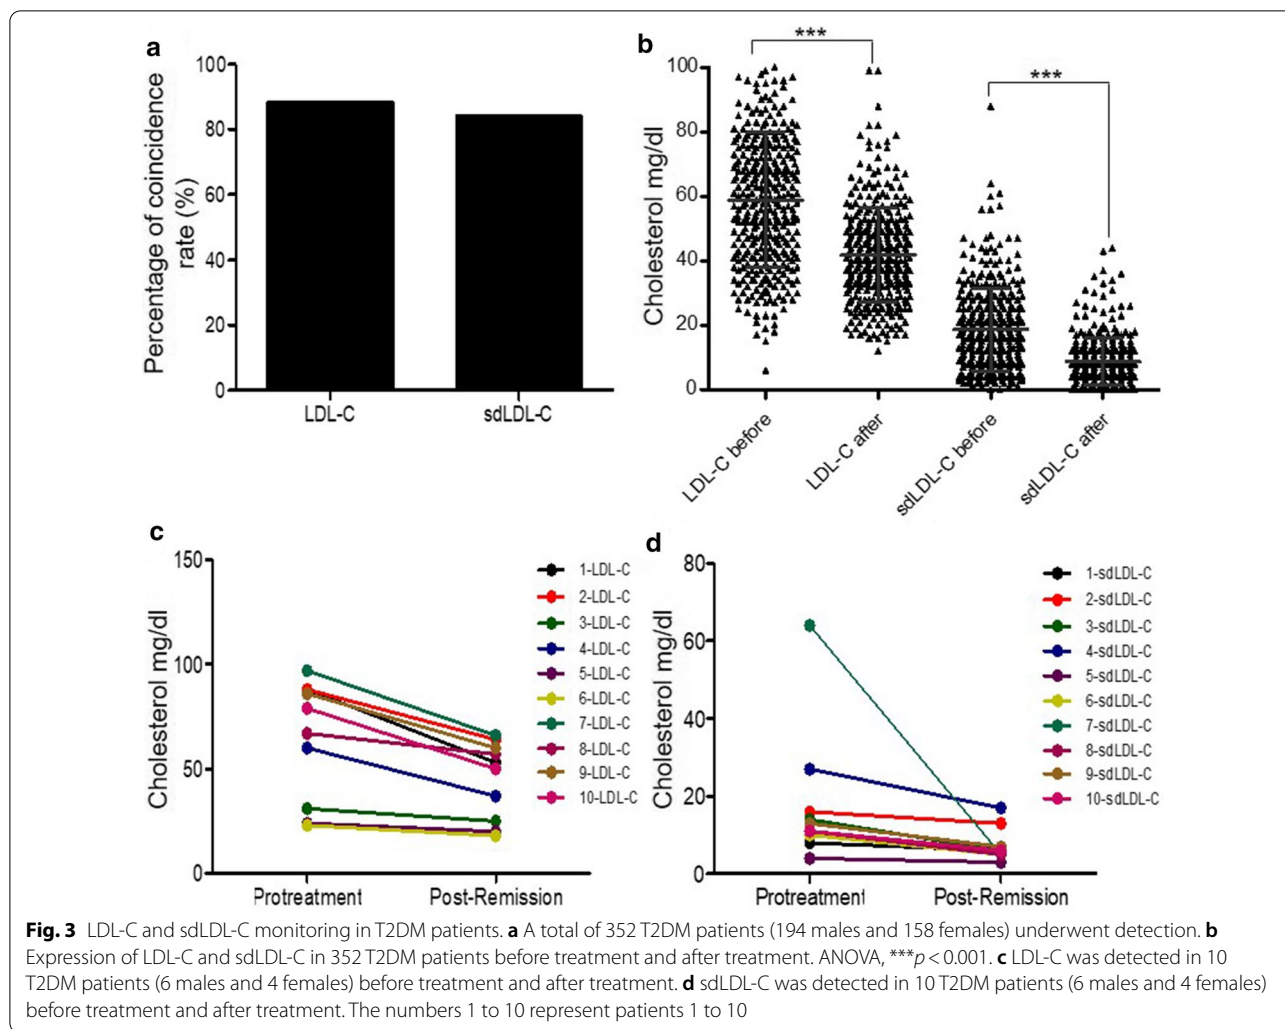 a
Percentage of coincidence
rate (%)
100
80
60
40
20
0
LDL-C
sdLDL-C
b
***
***
Cholesterol mg/dl
100
80
60
40
20
0
LDL-C before
LDL-C after
sdLDL-C before
sdLDL-C after
c
Cholesterol mg/dl
150
100
50
0
Protreatment
Post-Remission
1-LDL-C
2-LDL-C
3-LDL-C
4-LDL-C
5-LDL-C
6-LDL-C
7-LDL-C
8-LDL-C
9-LDL-C
10-LDL-C
d
Cholesterol mg/dl
80
60
40
20
0
Protreatment
Post-Remission
1-sdLDL-C
2-sdLDL-C
3-sdLDL-C
4-sdLDL-C
5-sdLDL-C
6-sdLDL-C
7-sdLDL-C
8-sdLDL-C
9-sdLDL-C
10-sdLDL-C
Fig. 3 LDL-C and sdLDL-C monitoring in T2DM patients. a A total of 352 T2DM patients (194 males and 158 females) underwent detection. b
Expression of LDL-C and sdLDL-C in 352 T2DM patients before treatment and after treatment. ANOVA, ***p < 0.001. c LDL-C was detected in 10
T2DM patients (6 males and 4 females) before treatment and after treatment. d sdLDL-C was detected in 10 T2DM patients (6 males and 4 females)
before treatment and after treatment. The numbers 1 to 10 represent patients 1 to 10